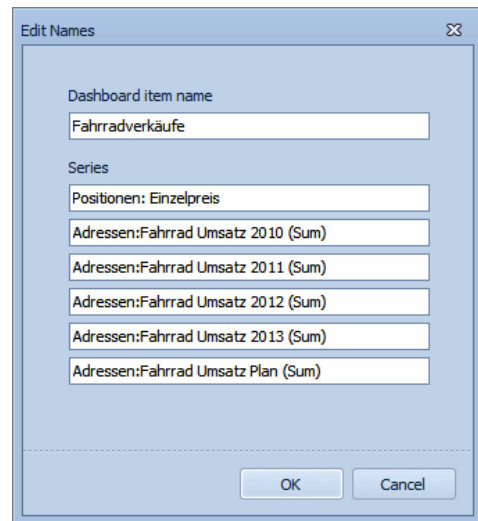 Edit Names
Dashboard item name
Fahrradverkäufe
Series
Positionen: Einzelpreis
Adressen:Fahrrad Umsatz 2010 (Sum)
Adressen:Fahrrad Umsatz 2011 (Sum)
Adressen:Fahrrad Umsatz 2012 (Sum)
Adressen:Fahrrad Umsatz 2013 (Sum)
Adressen:Fahrrad Umsatz Plan (Sum)
OK Cancel